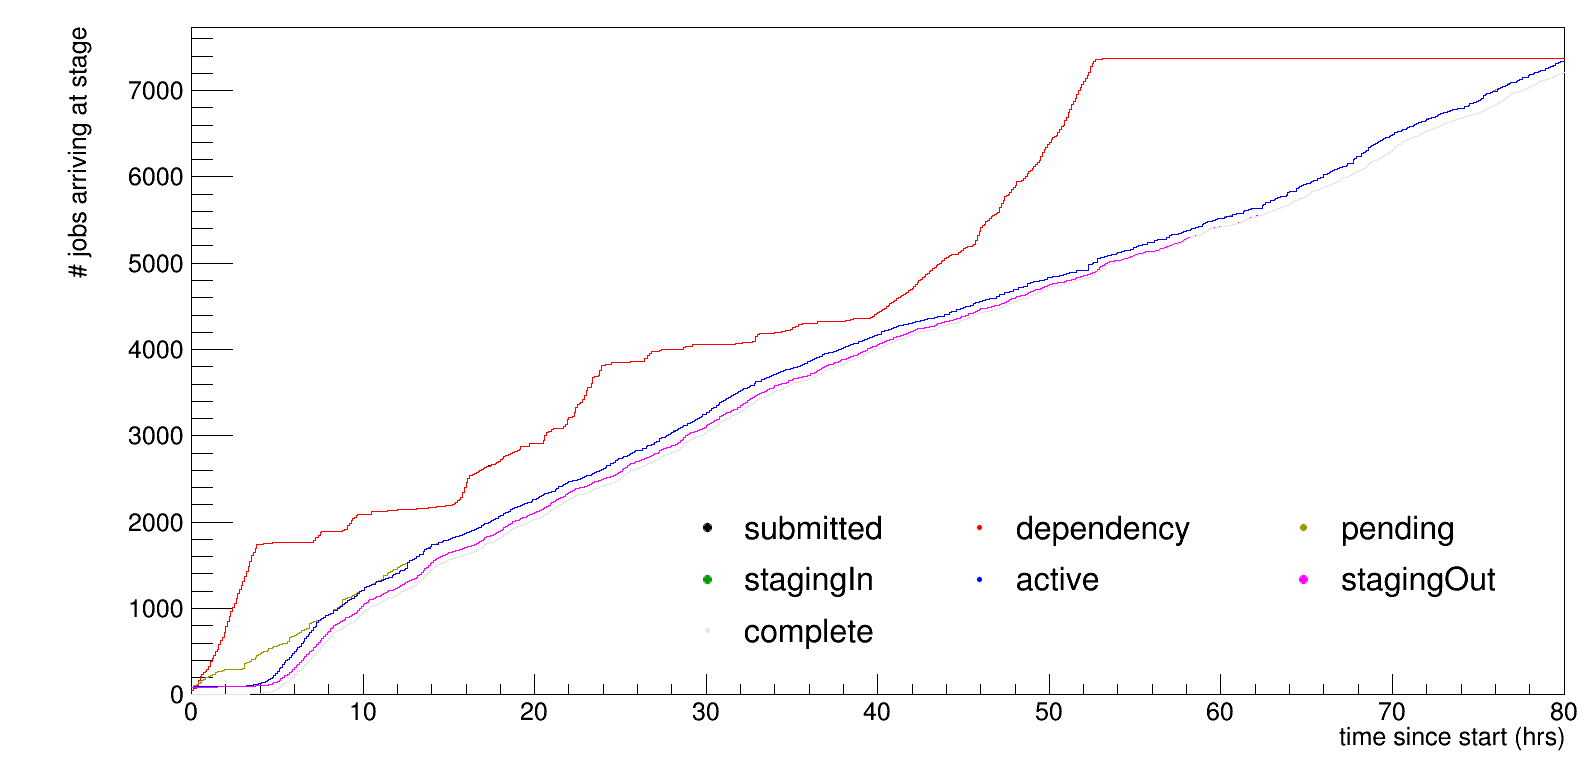 # jobs arriving at stage
7000
6000
5000
4000
3000
2000
1000
0
submitted dependency pending
stagingIn active stagingOut
complete
0 10 20 30 40 50 60 70 80
time since start (hrs)